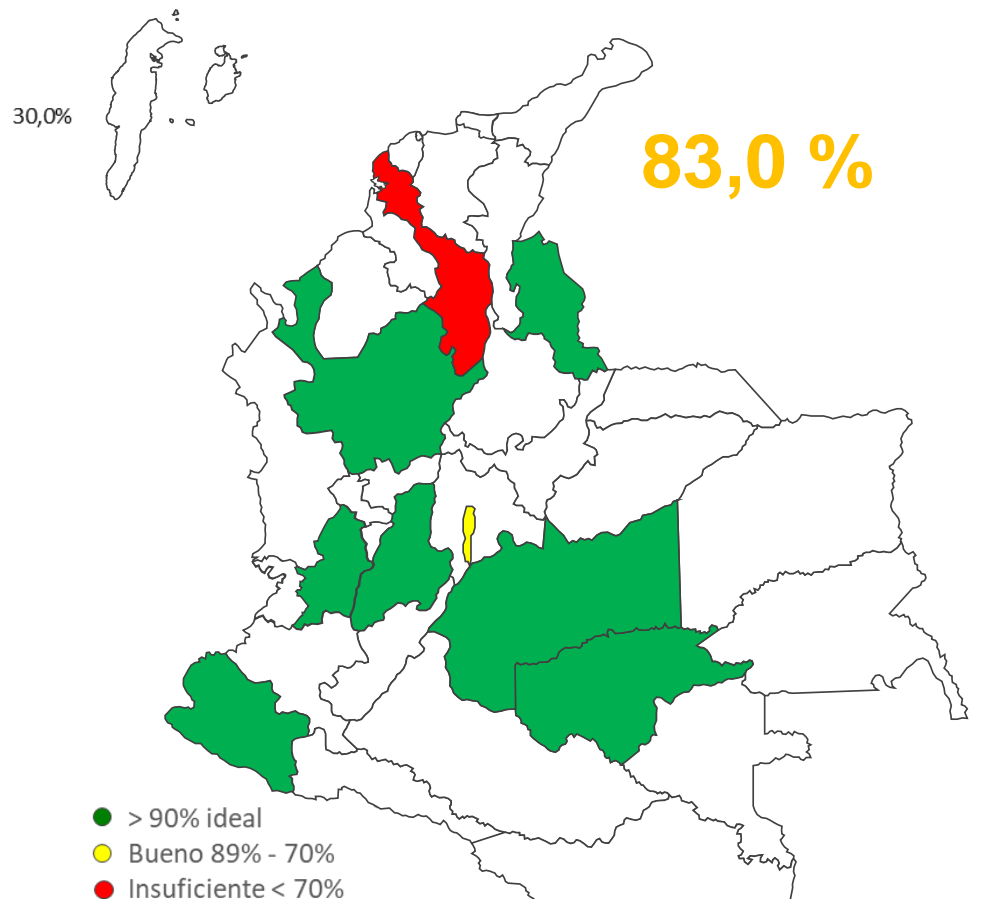 30,0%
83,0 %
> 90% ideal
Bueno 89% - 70%
Insuficiente < 70%